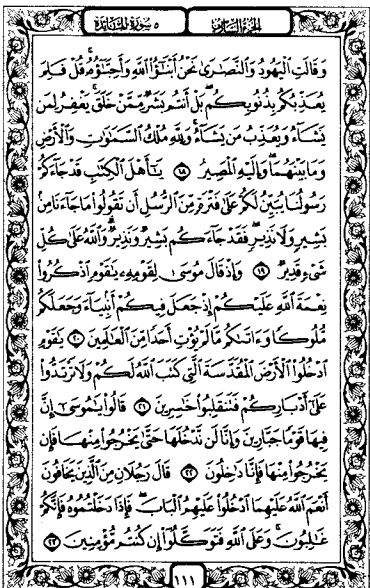 الجزء السادس ٥ سورة المائدة
وَقَالَتِ ٱلْيَهُودُ وَٱلنَّصَٰرَىٰ نَحْنُ أَبْنَٰٓؤُا۟ ٱللَّهِ وَأَحِبَّٰٓؤُهُۥ ۚ قُلْ فَلِمَ
يُعَذِّبُكُم بِذُنُوبِكُم ۖ بَلْ أَنتُم بَشَرٌ مِّمَّنْ خَلَقَ ۚ يَغْفِرُ لِمَن
يَشَآءُ وَيُعَذِّبُ مَن يَشَآءُ ۚ وَلِلَّهِ مُلْكُ ٱلسَّمَٰوَٰتِ وَٱلْأَرْضِ
وَمَا بَيْنَهُمَا ۖ وَإِلَيْهِ ٱلْمَصِيرُ ١٨ يَٰٓأَهْلَ ٱلْكِتَٰبِ قَدْ جَآءَكُمْ
رَسُولُنَا يُبَيِّنُ لَكُمْ عَلَىٰ فَتْرَةٍ مِّنَ ٱلرُّسُلِ أَن تَقُولُوا۟ مَا جَآءَنَا مِنۢ
بَشِيرٍ وَلَا نَذِيرٍ ۖ فَقَدْ جَآءَكُم بَشِيرٌ وَنَذِيرٌ ۗ وَٱللَّهُ عَلَىٰ كُلِّ
شَىْءٍ قَدِيرٌ ١٩ وَإِذْ قَالَ مُوسَىٰ لِقَوْمِهِۦ يَٰقَوْمِ ٱذْكُرُوا۟
نِعْمَةَ ٱللَّهِ عَلَيْكُمْ إِذْ جَعَلَ فِيكُمْ أَنۢبِيَآءَ وَجَعَلَكُم
مُّلُوكًا وَءَاتَىٰكُم مَّا لَمْ يُؤْتِ أَحَدًا مِّنَ ٱلْعَٰلَمِينَ ٢٠ يَٰقَوْمِ
ٱدْخُلُوا۟ ٱلْأَرْضَ ٱلْمُقَدَّسَةَ ٱلَّتِى كَتَبَ ٱللَّهُ لَكُمْ وَلَا تَرْتَدُّوا۟
عَلَىٰٓ أَدْبَارِكُمْ فَتَنقَلِبُوا۟ خَٰسِرِينَ ٢١ قَالُوا۟ يَٰمُوسَىٰٓ إِنَّ
فِيهَا قَوْمًا جَبَّارِينَ وَإِنَّا لَن نَّدْخُلَهَا حَتَّىٰ يَخْرُجُوا۟ مِنْهَا فَإِن
يَخْرُجُوا۟ مِنْهَا فَإِنَّا دَٰخِلُونَ ٢٢ قَالَ رَجُلَانِ مِنَ ٱلَّذِينَ يَخَافُونَ
أَنْعَمَ ٱللَّهُ عَلَيْهِمَا ٱدْخُلُوا۟ عَلَيْهِمُ ٱلْبَابَ فَإِذَا دَخَلْتُمُوهُ فَإِنَّكُمْ
غَٰلِبُونَ ۚ وَعَلَى ٱللَّهِ فَتَوَكَّلُوٓا۟ إِن كُنتُم مُّؤْمِنِينَ ٢٣
١١١